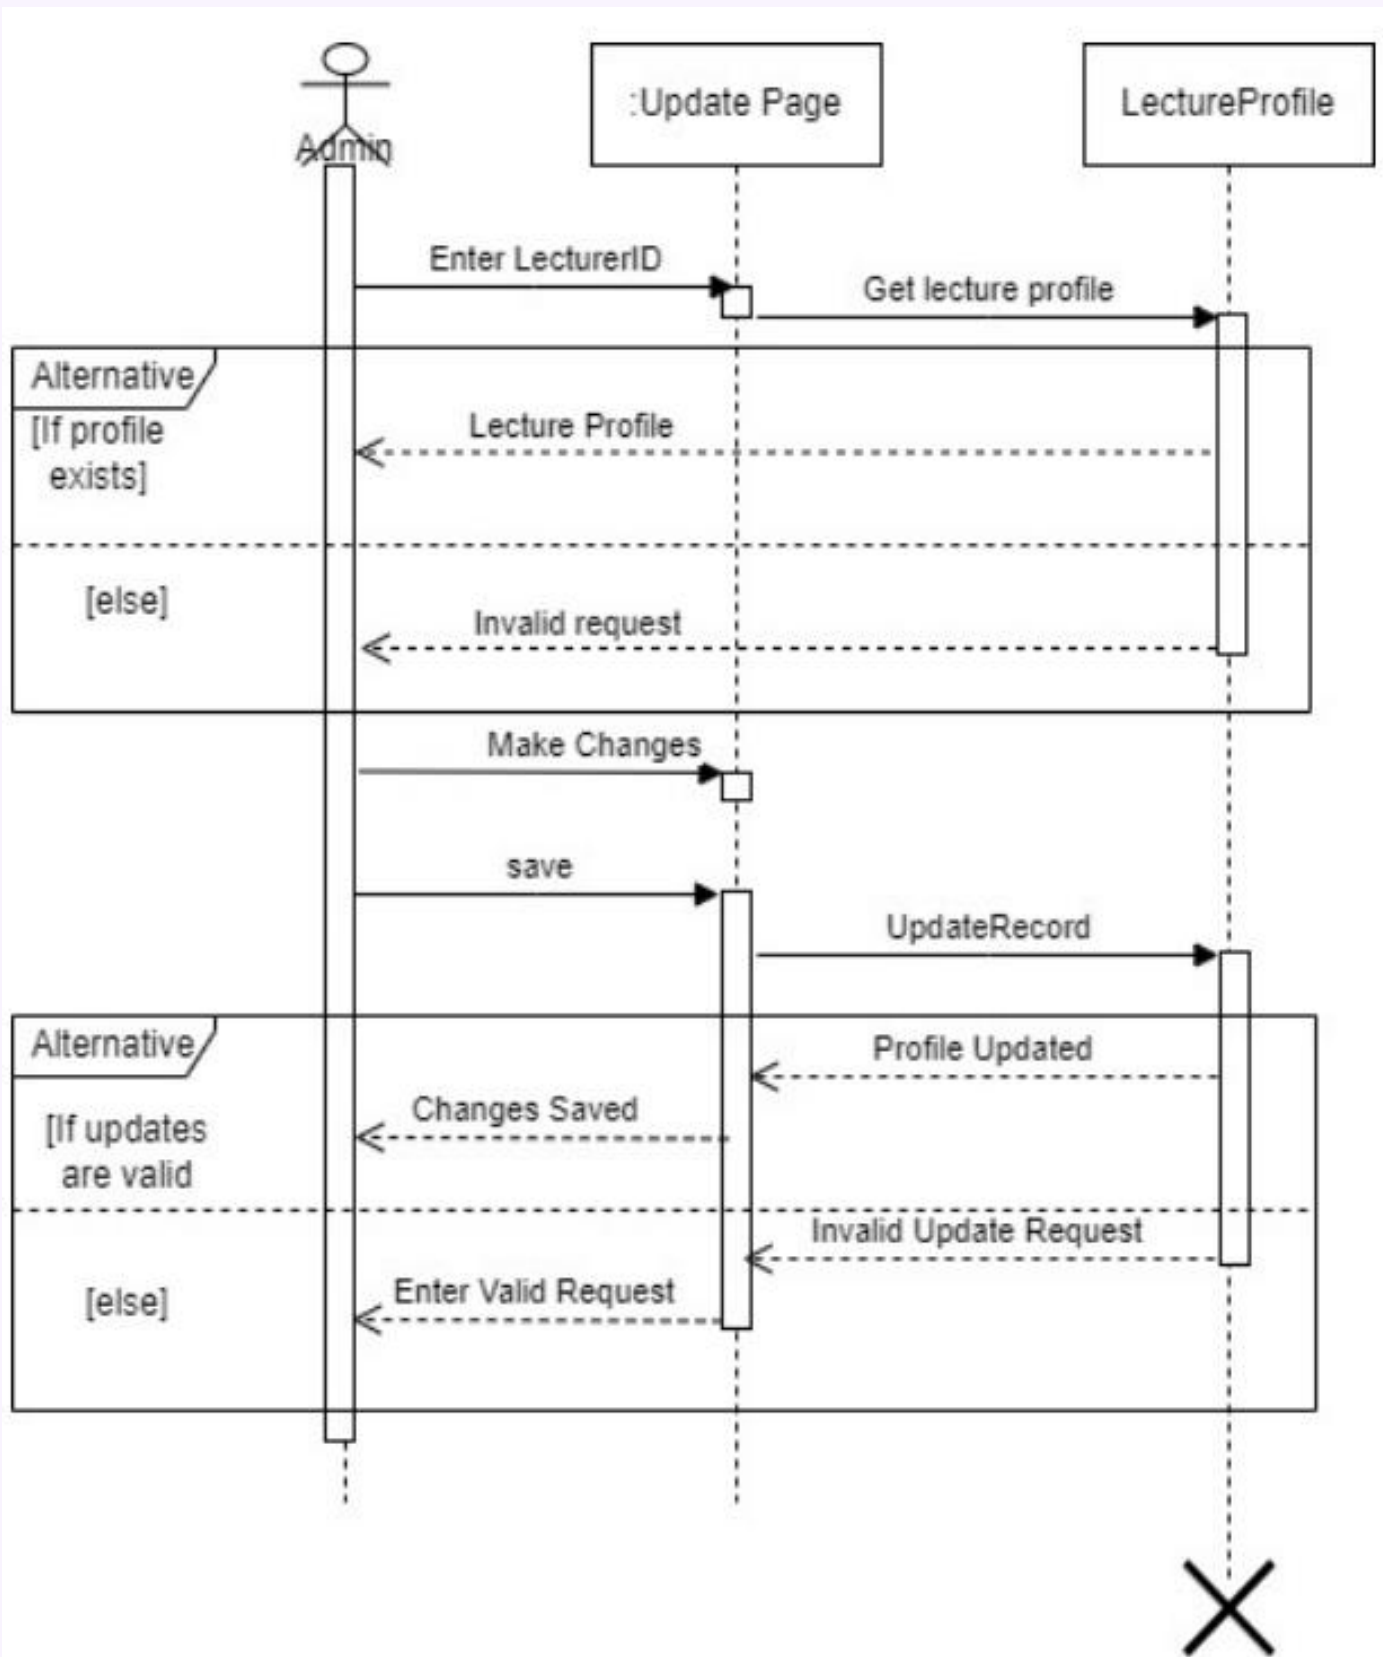 Admin
:Update Page
LectureProfile
Enter LecturerID
Get lecture profile
Alternative
[If profile
exists]
Lecture Profile
[else]
Invalid request
Make Changes
save
UpdateRecord
Alternative
Profile Updated
Changes Saved
[If updates
are valid
Invalid Update Request
Enter Valid Request
[else]